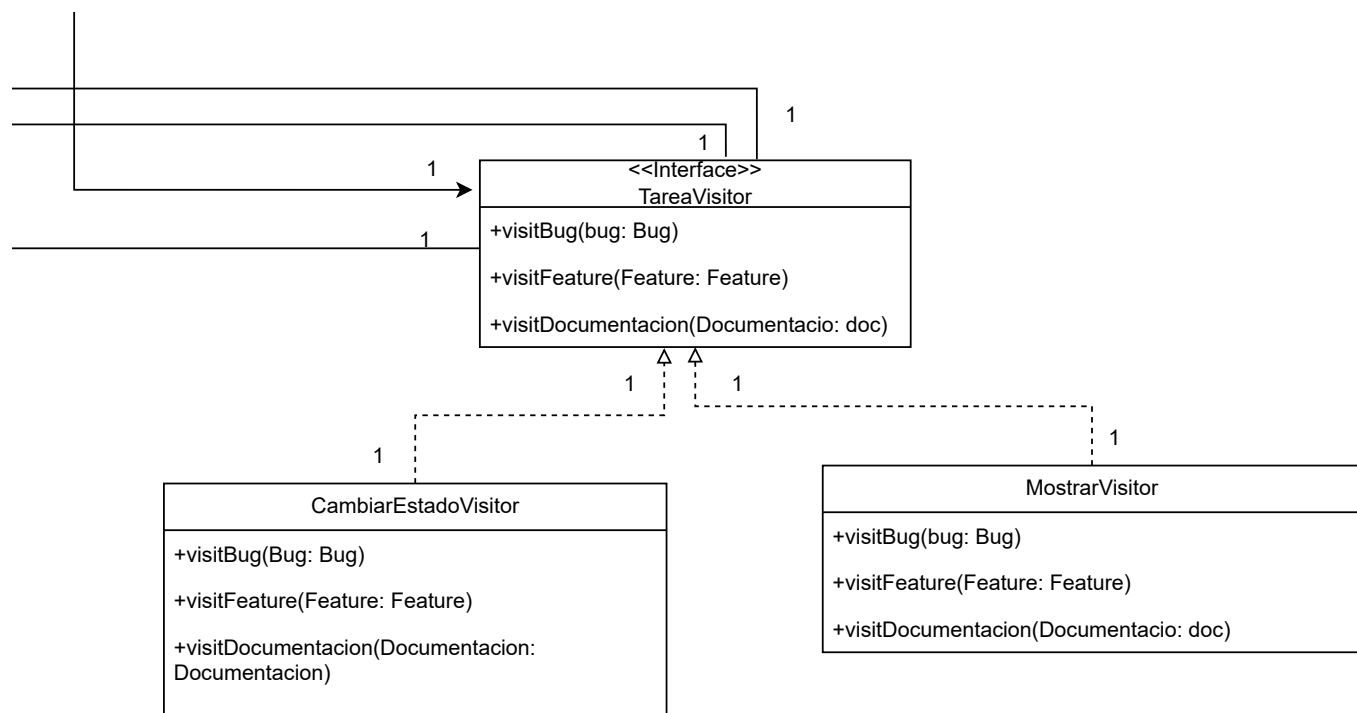 1
1
1
<<Interface>>
TareaVisitor
+visitBug(bug: Bug)
1
+visitFeature(Feature: Feature)
+visitDocumentacion(Documentacio: doc)
1
1
1
1
CambiarEstadoVisitor
+visitBug(Bug: Bug)
+visitFeature(Feature: Feature)
+visitDocumentacion(Documentacion:
Documentacion)
MostrarVisitor
+visitBug(bug: Bug)
+visitFeature(Feature: Feature)
+visitDocumentacion(Documentacio: doc)